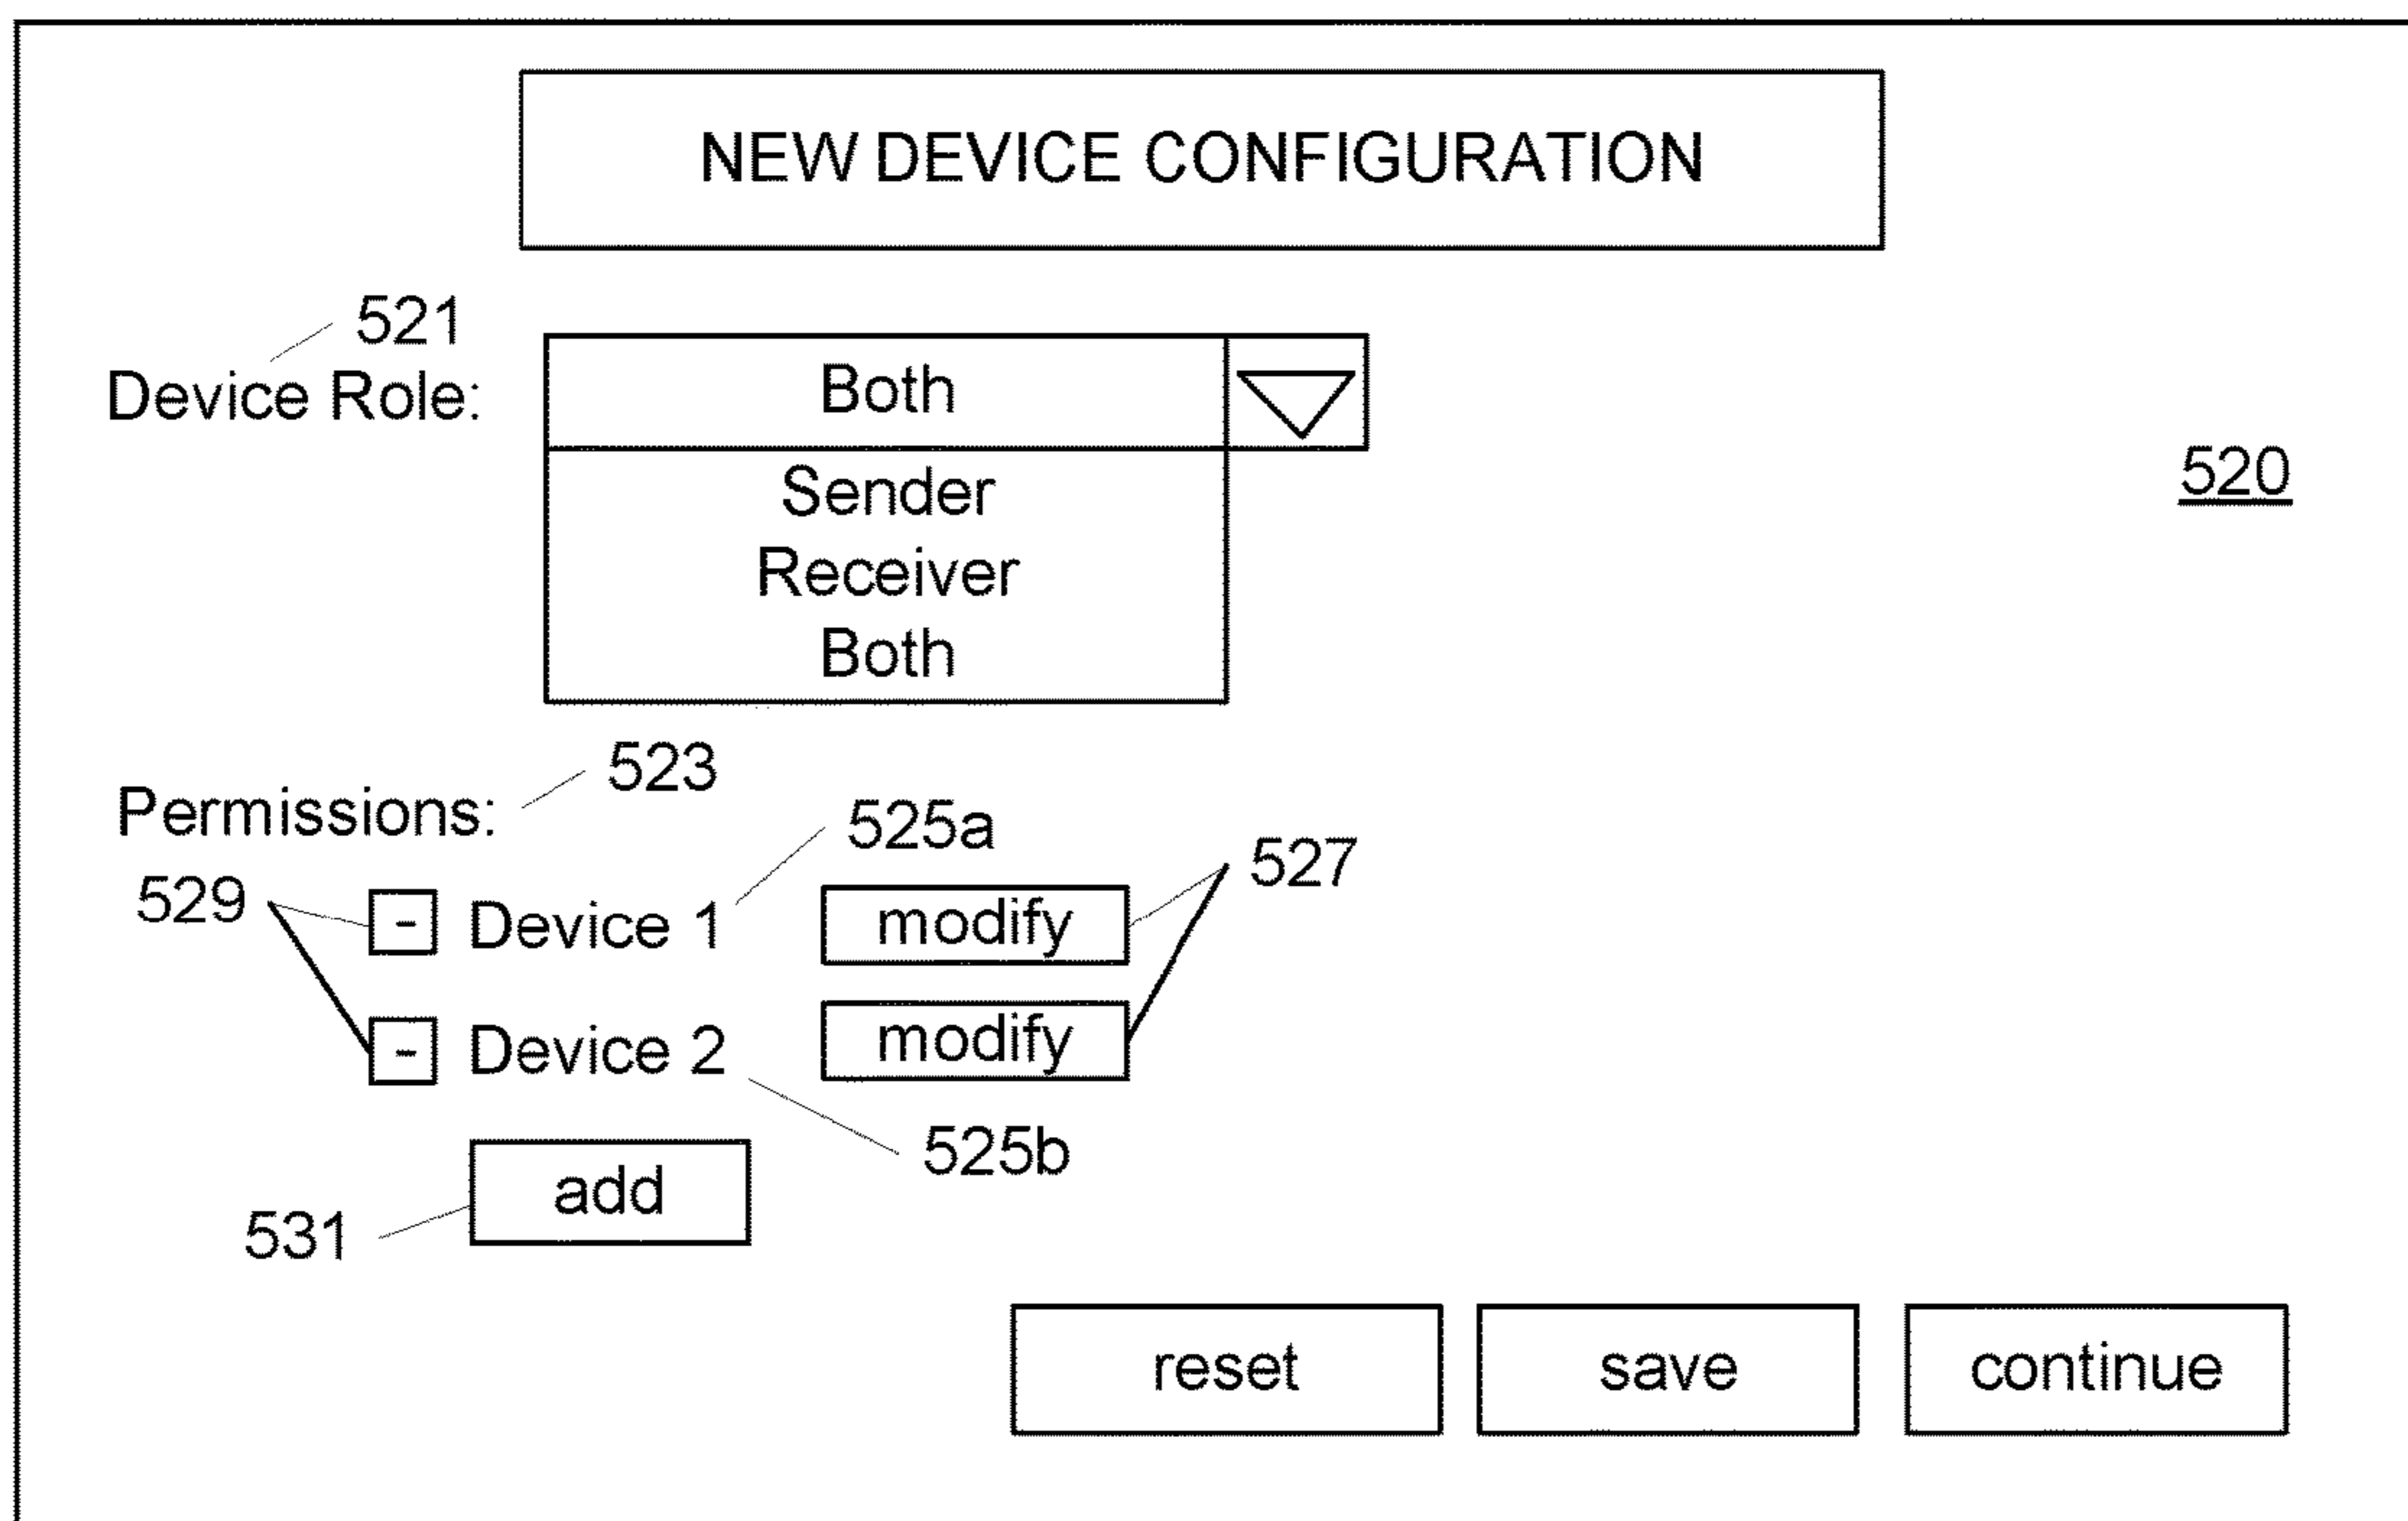 NEW DEVICE CONFIGURATION
521
Device Role:
Both
Sender
Receiver
Both
520
523
Permissions:
525a
527
529
- Device 1 modify
- Device 2 modify
525b
add
531
reset save continue